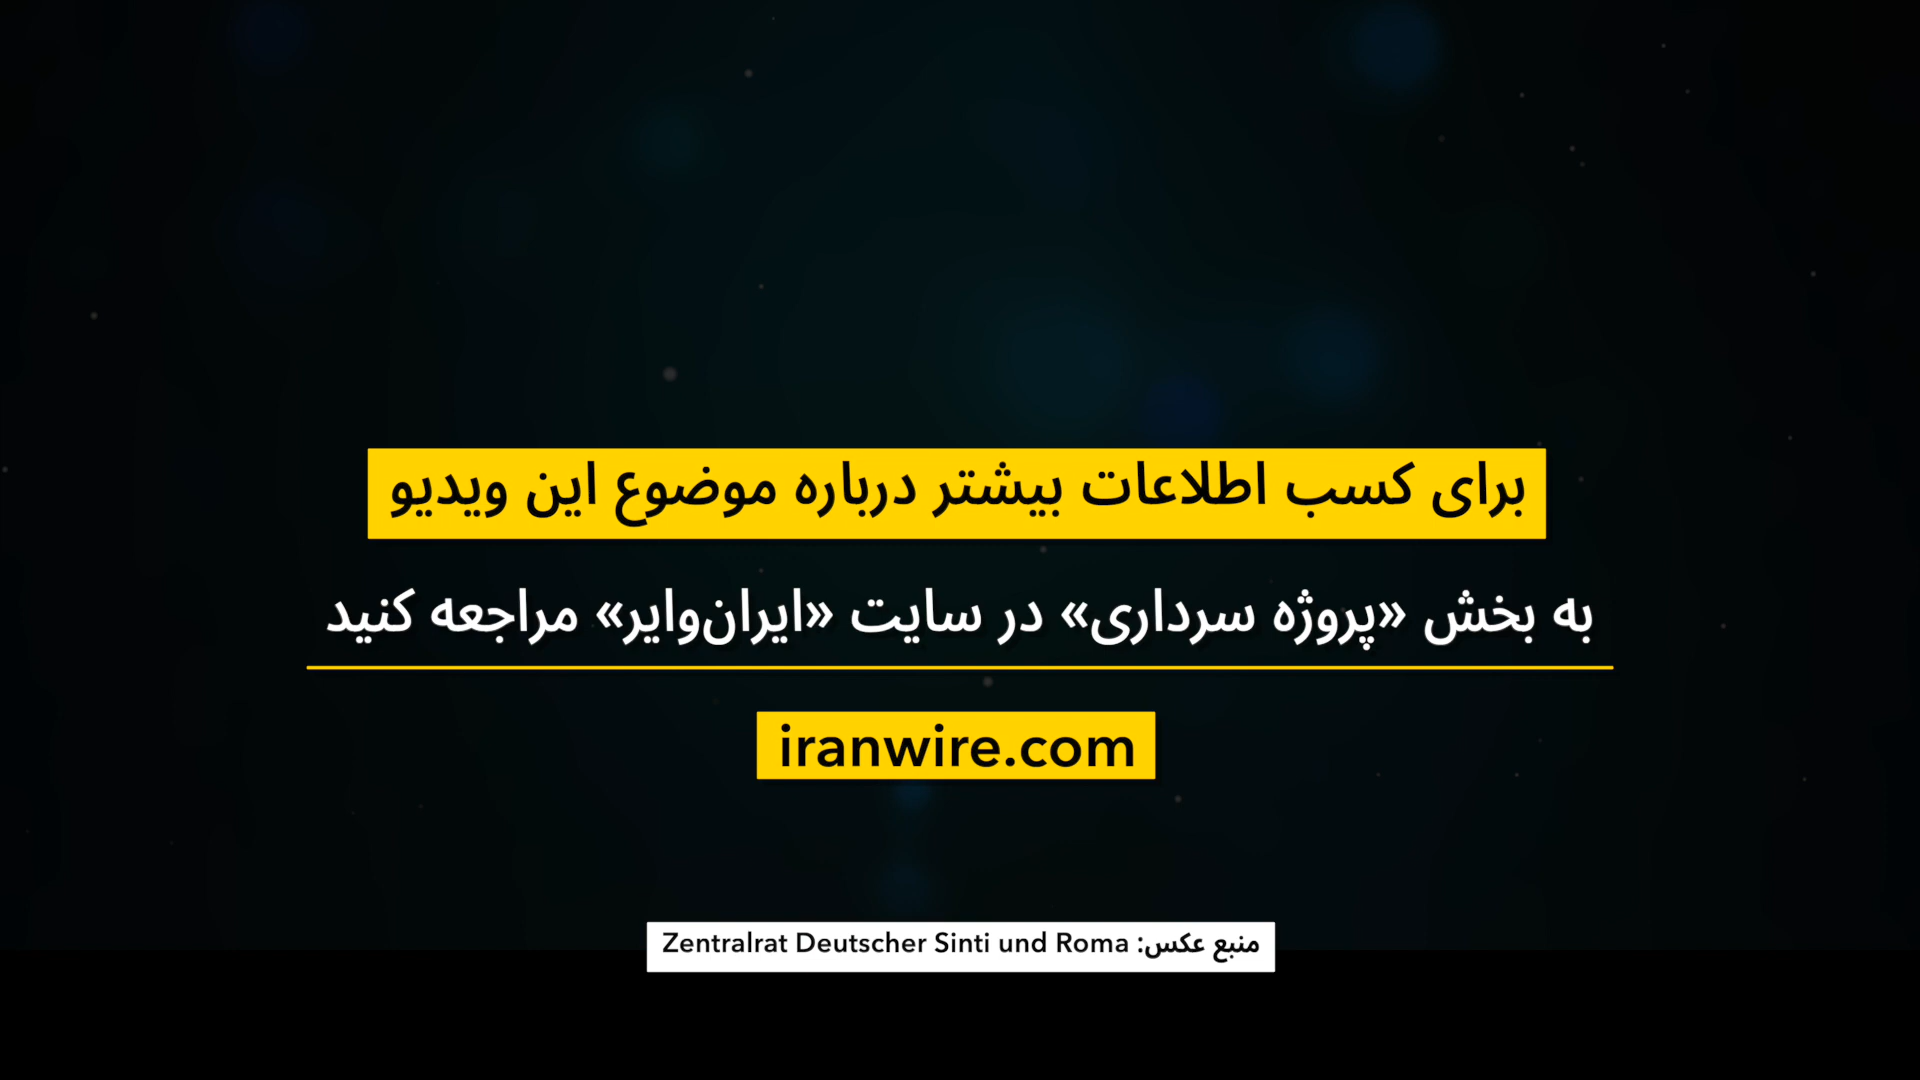 برای کسب اطلاعات بیشتر درباره موضوع این ویدیو
به بخش «پروژه سرداری» در سایت «ایران‌وایر» مراجعه کنید
iranwire.com
منبع عکس: Zentralrat Deutscher Sinti und Roma